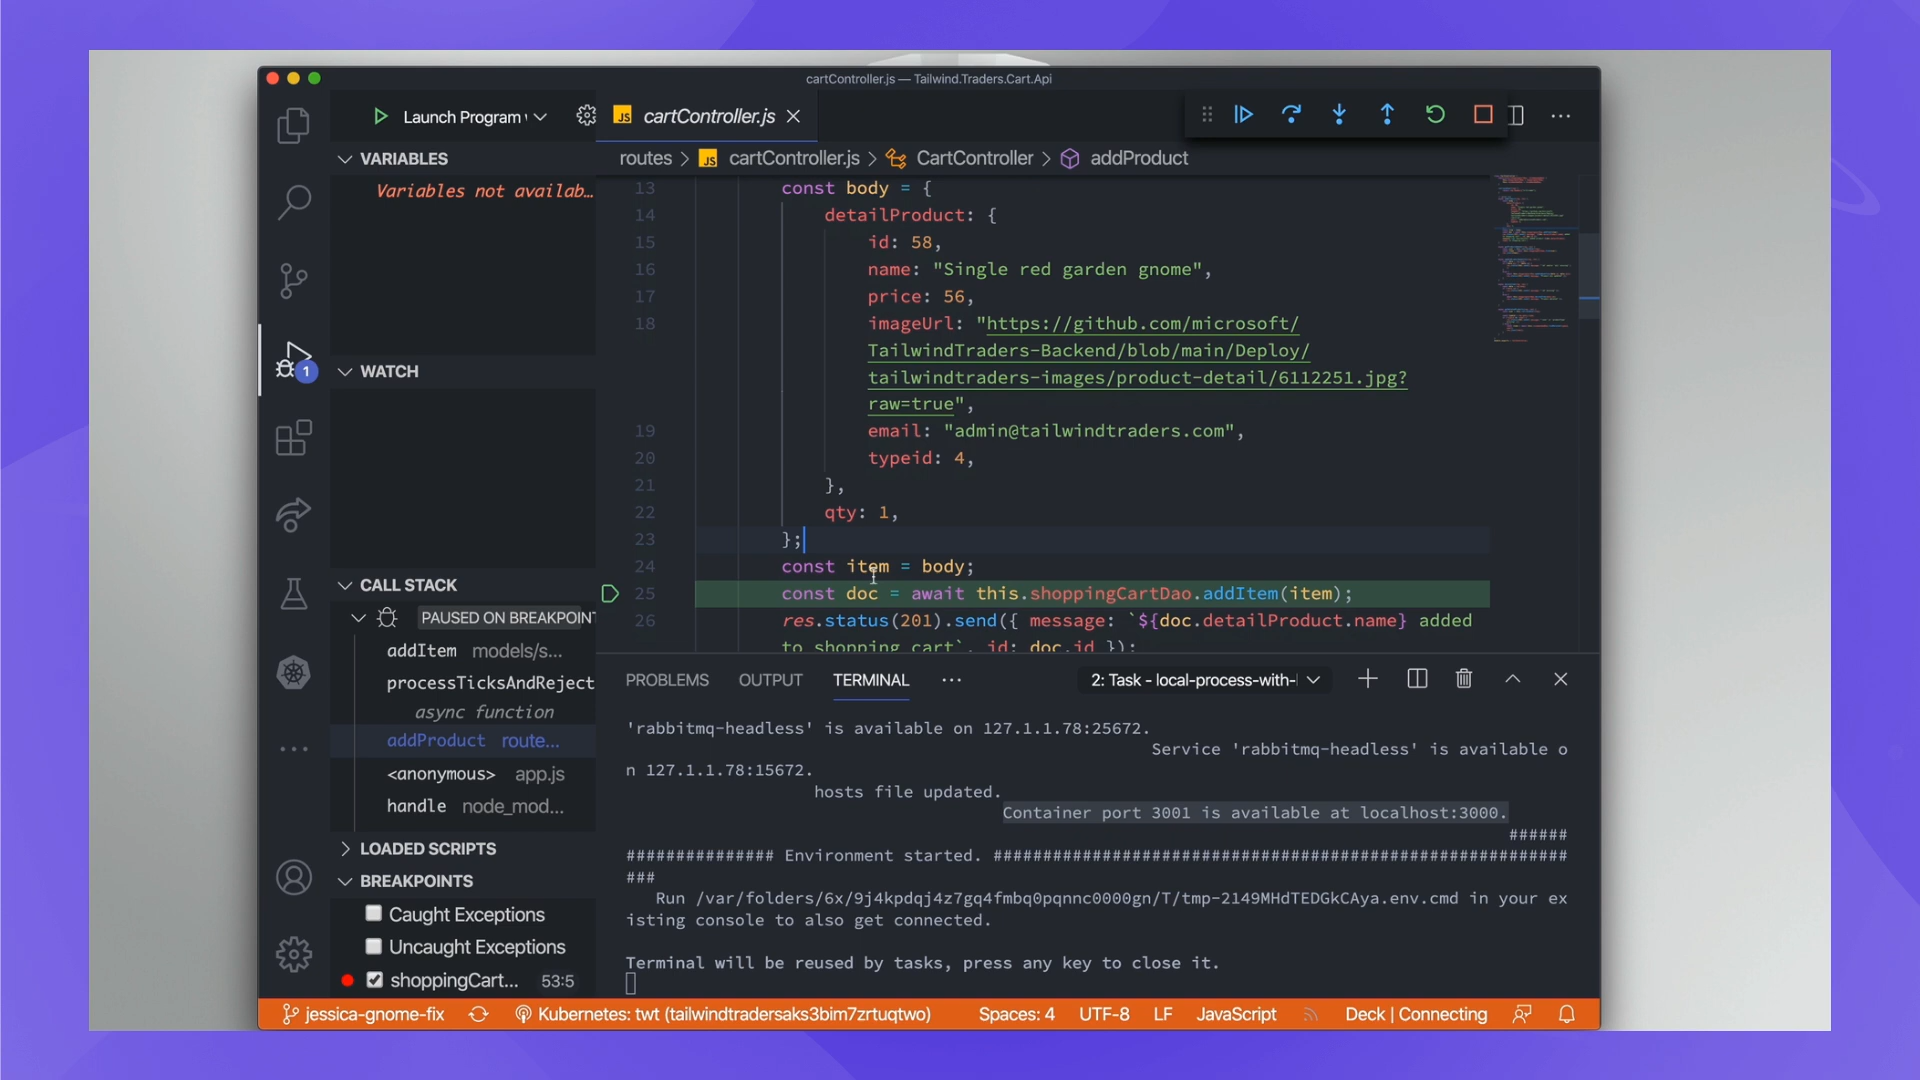 cartController.js — Tailwind.Traders.Cart.Api
Launch Program
JS cartController.js
routes > JS cartController.js > CartController > addProduct
VARIABLES
Variables not availab…
WATCH
CALL STACK
PAUSED ON BREAKPOINT
addItem models/s...
processTicksAndReject
async function
addProduct route...
<anonymous> app.js
handle node_mod...
LOADED SCRIPTS
BREAKPOINTS
Caught Exceptions
Uncaught Exceptions
shoppingCart... 53:5
1
13 const body = {
14 detailProduct: {
15 id: 58,
16 name: "Single red garden gnome",
17 price: 56,
18 imageUrl: "https://github.com/microsoft/
TailwindTraders-Backend/blob/main/Deploy/
tailwindtraders-images/product-detail/6112251.jpg?
raw=true",
19 email: "admin@tailwindtraders.com",
20 typeid: 4,
21 },
22 qty: 1,
23 };
24 const item = body;
25 const doc = await this.shoppingCartDao.addItem(item);
26 res.status(201).send({ message: `${doc.detailProduct.name} added
to shopping cart`, id: doc.id });
PROBLEMS OUTPUT TERMINAL ··· 2: Task - local-process-with-
'rabbitmq-headless' is available on 127.1.1.78:25672.
Service 'rabbitmq-headless' is available o
n 127.1.1.78:15672.
hosts file updated.
Container port 3001 is available at localhost:3000.
######
############### Environment started. ##########################################################
###
Run /var/folders/6x/9j4kpdqj4z7gq4fmbq0pqnnc0000gn/T/tmp-2149MHdTEDGkCAya.env.cmd in your ex
isting console to also get connected.
Terminal will be reused by tasks, press any key to close it.
jessica-gnome-fix Kubernetes: twt (tailwindtradersaks3bim7zrtuqtwo) Spaces: 4 UTF-8 LF JavaScript Deck | Connecting